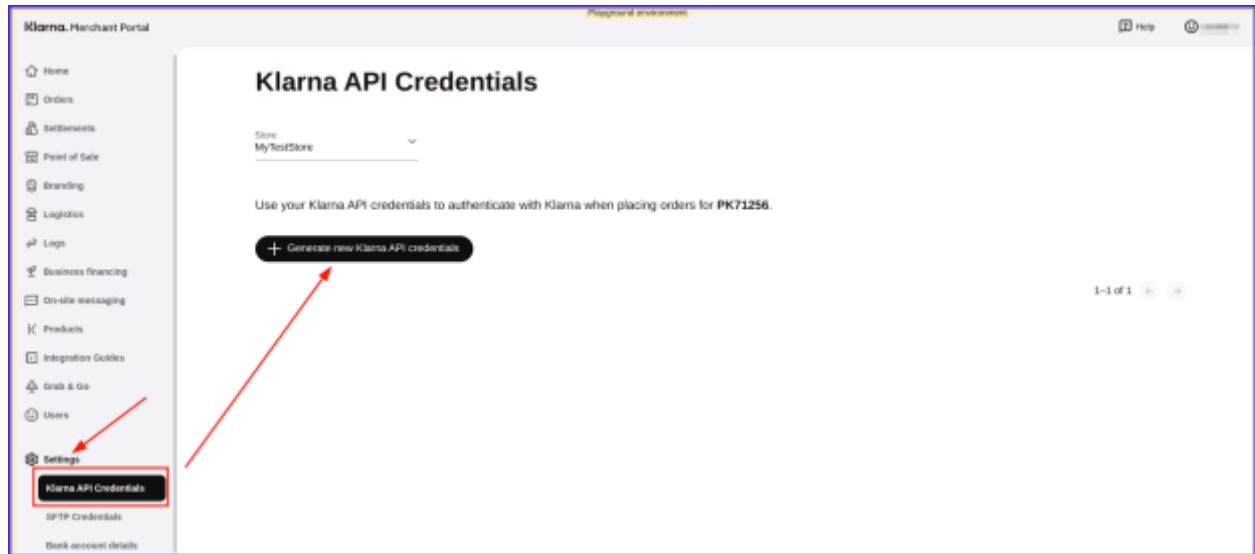 Playground environment
Klarna. Merchant Portal
Help
Home
Orders
Settlements
Point of Sale
Branding
Logistics
Logs
Business financing
On-site messaging
Products
Integration Guides
Grab & Go
Users
Settings
Klarna API Credentials
SFTP Credentials
Bank account details
Klarna API Credentials
Store
MyTestStore
Use your Klarna API credentials to authenticate with Klarna when placing orders for PK71256.
Generate new Klarna API credentials
1–1 of 1